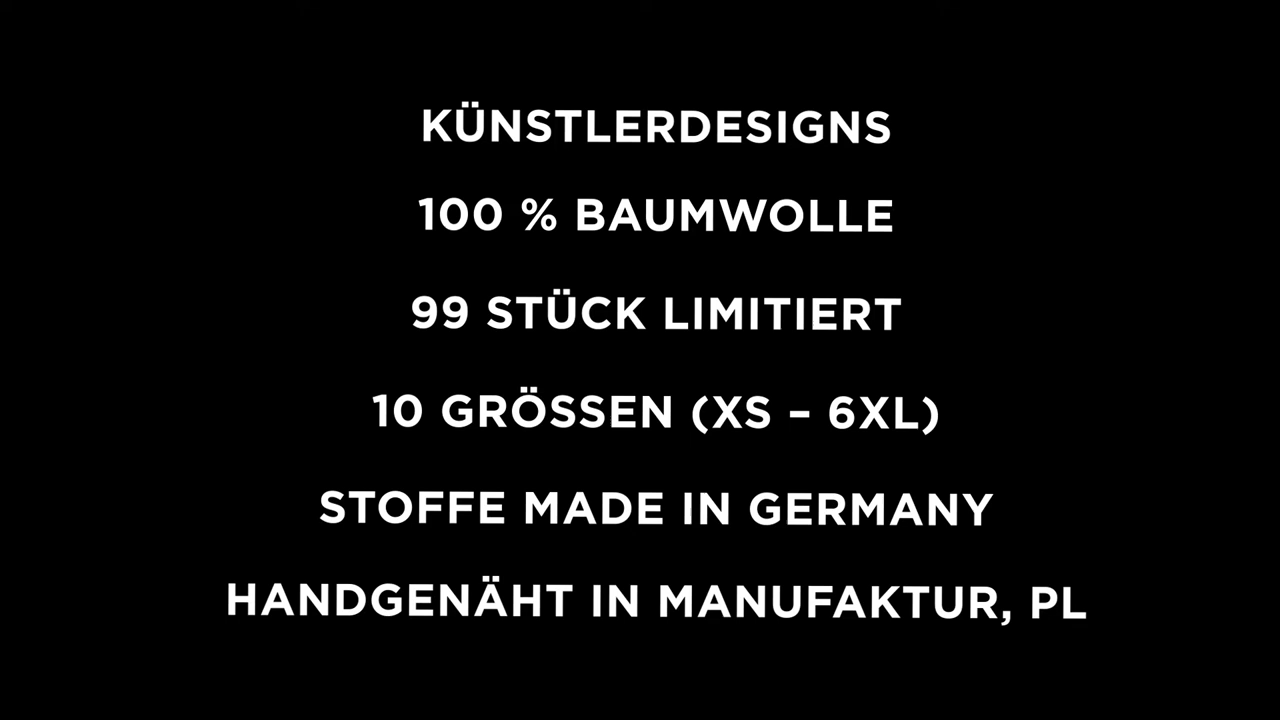 KÜNSTLERDESIGNS
100 % BAUMWOLLE
99 STÜCK LIMITIERT
10 GRÖSSEN (XS – 6XL)
STOFFE MADE IN GERMANY
HANDGENÄHT IN MANUFAKTUR, PL